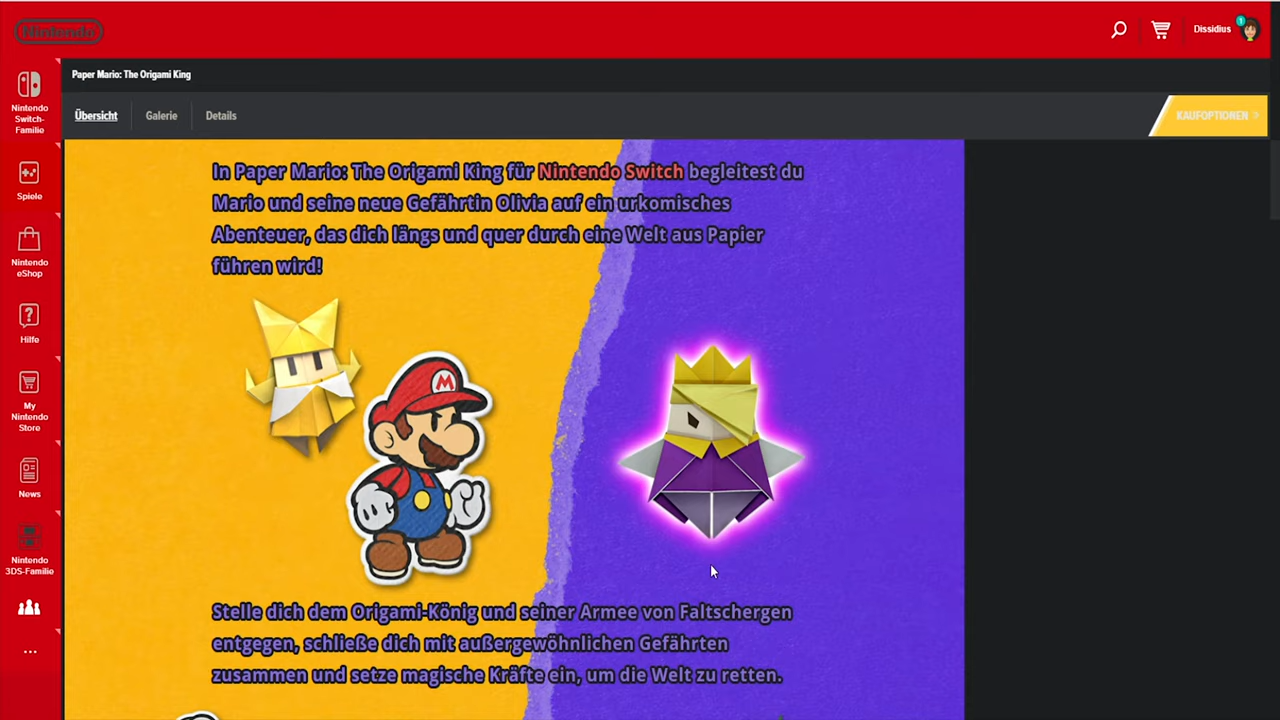 Nintendo
Dissidius
1
Nintendo
Switch-
Familie
Spiele
Nintendo
eShop
Hilfe
My
Nintendo
Store
News
Nintendo
3DS-Familie
...
Paper Mario: The Origami King
Übersicht
Galerie
Details
KAUFOPTIONEN
In Paper Mario: The Origami King für Nintendo Switch begleitest du
Mario und seine neue Gefährtin Olivia auf ein urkomisches
Abenteuer, das dich längs und quer durch eine Welt aus Papier
führen wird!
M
Stelle dich dem Origami-König und seiner Armee von Faltschergen
entgegen, schließe dich mit außergewöhnlichen Gefährten
zusammen und setze magische Kräfte ein, um die Welt zu retten.